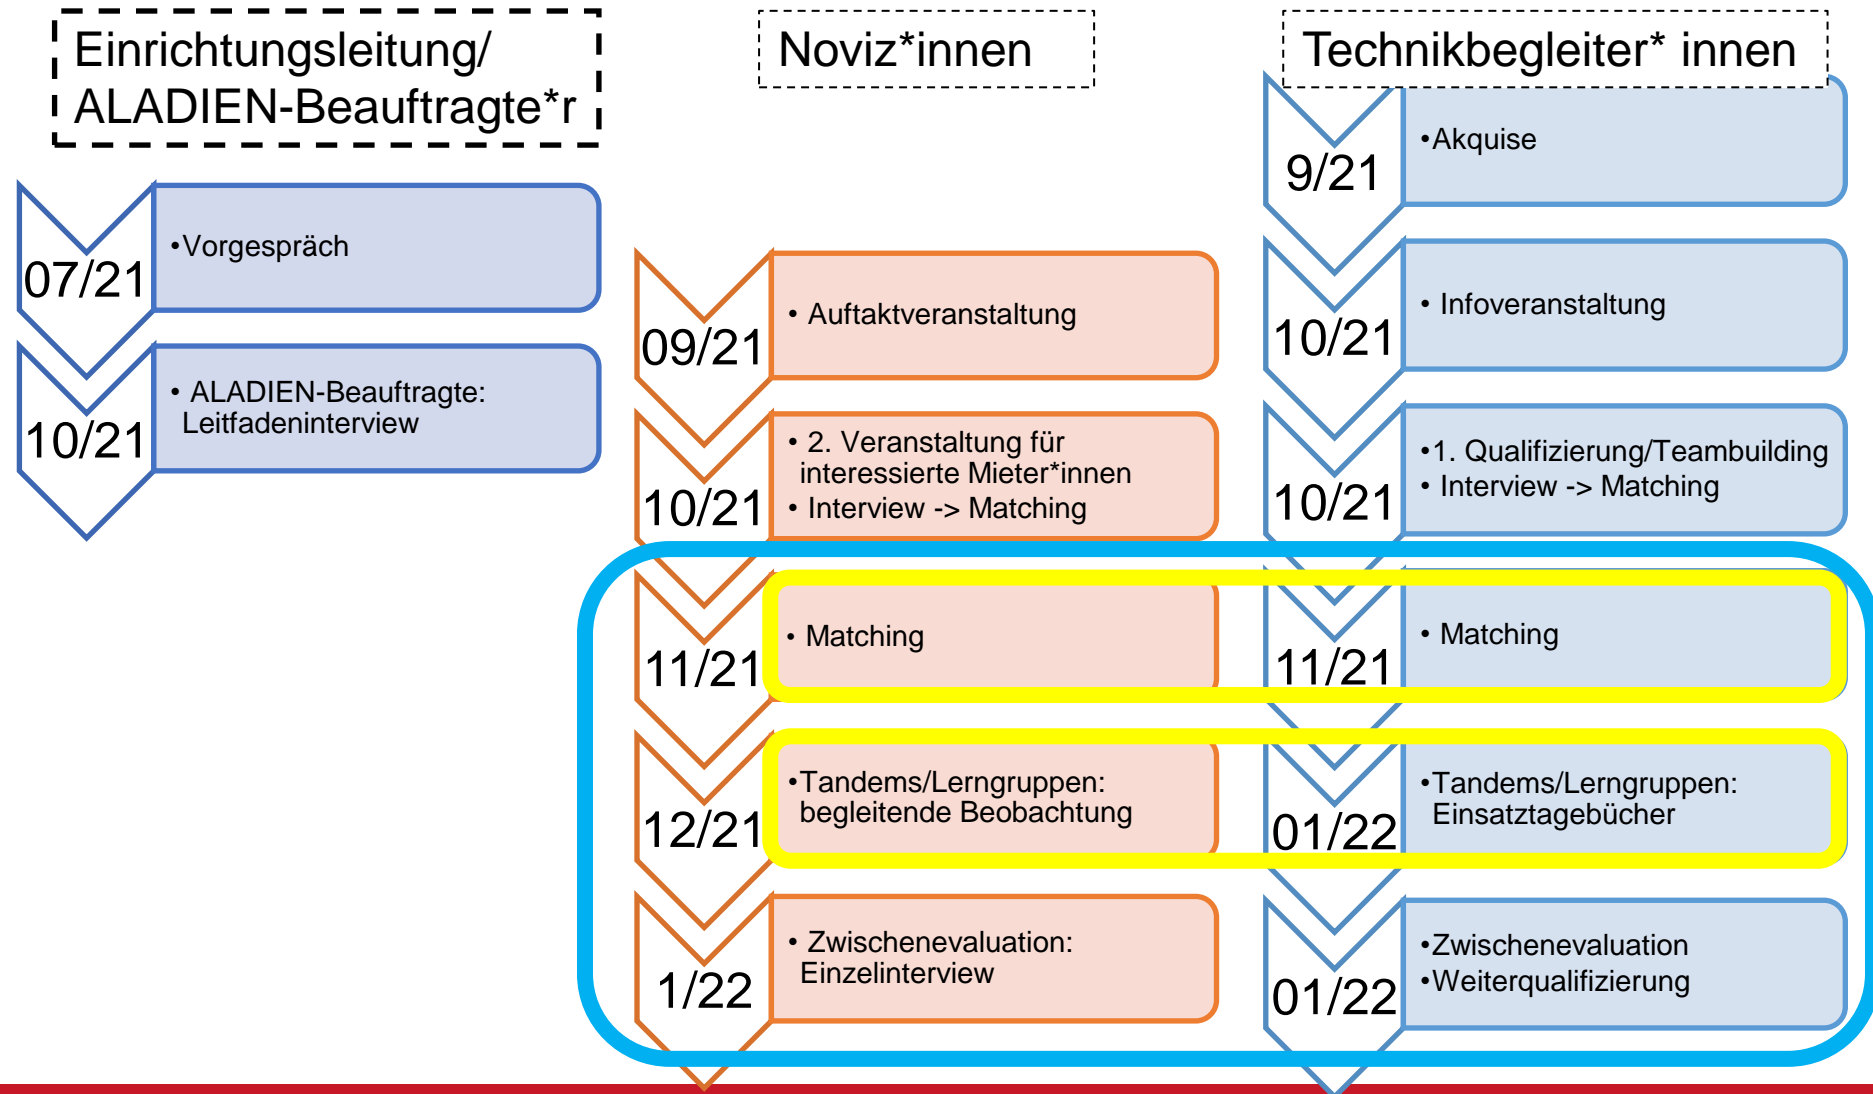 Einrichtungsleitung/
ALADIEN-Beauftragte*r
07/21
•Vorgespräch
10/21
• ALADIEN-Beauftragte:
Leitfadeninterview
Noviz*innen
09/21
• Auftaktveranstaltung
10/21
• 2. Veranstaltung für
interessierte Mieter*innen
• Interview -> Matching
11/21
• Matching
12/21
•Tandems/Lerngruppen:
begleitende Beobachtung
1/22
• Zwischenevaluation:
Einzelinterview
Technikbegleiter* innen
9/21
•Akquise
10/21
• Infoveranstaltung
10/21
•1. Qualifizierung/Teambuilding
• Interview -> Matching
11/21
• Matching
01/22
•Tandems/Lerngruppen:
Einsatztagebücher
01/22
•Zwischenevaluation
•Weiterqualifizierung